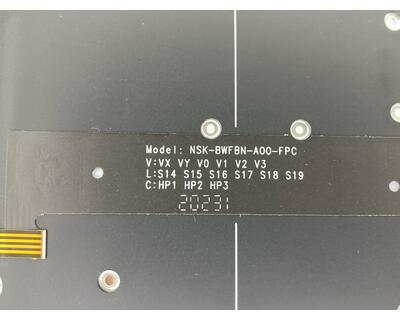 Model: NSK-BWFBN-A00-FPC
V:VX VY V0 V1 V2 V3
L:S14 S15 S16 S17 S18 S19
C:HP1 HP2 HP3
20231